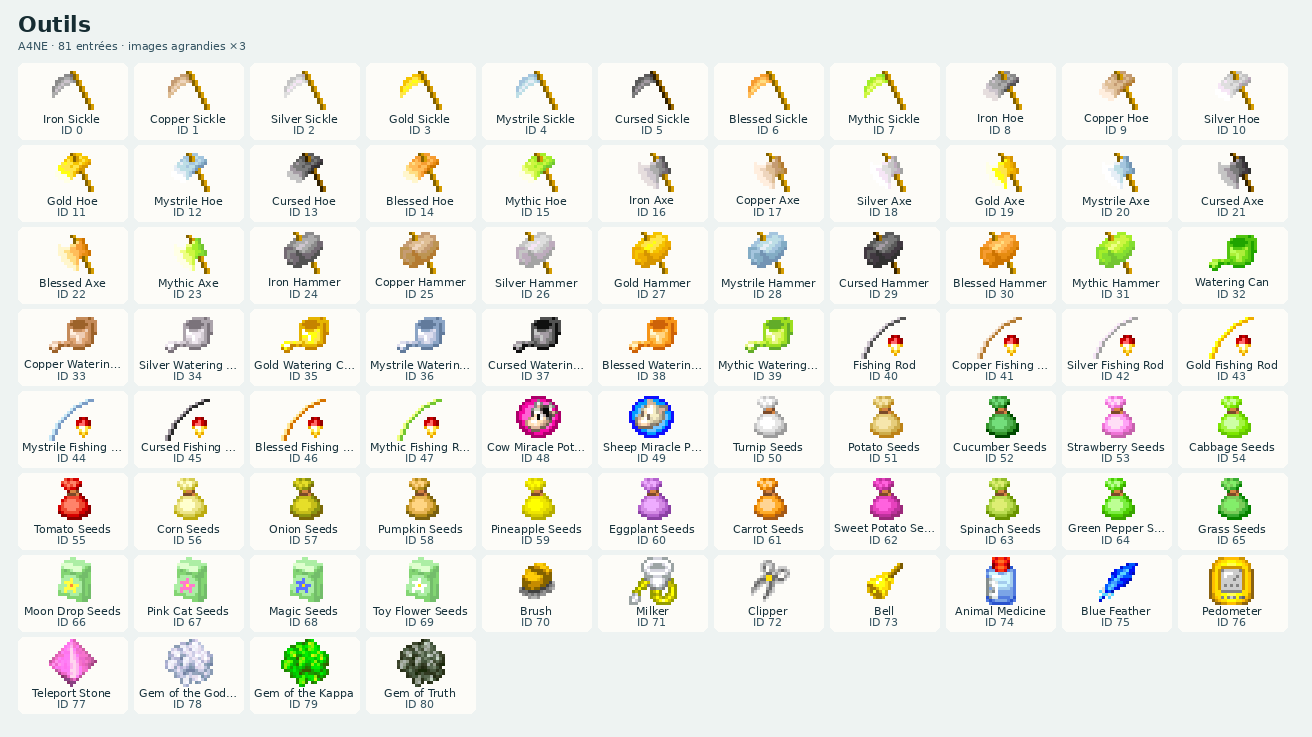 Outils
A4NE · 81 entrées · images agrandies ×3
Iron Sickle
ID 0
Copper Sickle
ID 1
Silver Sickle
ID 2
Gold Sickle
ID 3
Mystrile Sickle
ID 4
Cursed Sickle
ID 5
Blessed Sickle
ID 6
Mythic Sickle
ID 7
Iron Hoe
ID 8
Copper Hoe
ID 9
Silver Hoe
ID 10
Gold Hoe
ID 11
Mystrile Hoe
ID 12
Cursed Hoe
ID 13
Blessed Hoe
ID 14
Mythic Hoe
ID 15
Iron Axe
ID 16
Copper Axe
ID 17
Silver Axe
ID 18
Gold Axe
ID 19
Mystrile Axe
ID 20
Cursed Axe
ID 21
Blessed Axe
ID 22
Mythic Axe
ID 23
Iron Hammer
ID 24
Copper Hammer
ID 25
Silver Hammer
ID 26
Gold Hammer
ID 27
Mystrile Hammer
ID 28
Cursed Hammer
ID 29
Blessed Hammer
ID 30
Mythic Hammer
ID 31
Watering Can
ID 32
Copper Waterin...
ID 33
Silver Watering ...
ID 34
Gold Watering C...
ID 35
Mystrile Waterin...
ID 36
Cursed Waterin...
ID 37
Blessed Waterin...
ID 38
Mythic Watering...
ID 39
Fishing Rod
ID 40
Copper Fishing ...
ID 41
Silver Fishing Rod
ID 42
Gold Fishing Rod
ID 43
Mystrile Fishing ...
ID 44
Cursed Fishing ...
ID 45
Blessed Fishing ...
ID 46
Mythic Fishing R...
ID 47
Cow Miracle Pot...
ID 48
Sheep Miracle P...
ID 49
Turnip Seeds
ID 50
Potato Seeds
ID 51
Cucumber Seeds
ID 52
Strawberry Seeds
ID 53
Cabbage Seeds
ID 54
Tomato Seeds
ID 55
Corn Seeds
ID 56
Onion Seeds
ID 57
Pumpkin Seeds
ID 58
Pineapple Seeds
ID 59
Eggplant Seeds
ID 60
Carrot Seeds
ID 61
Sweet Potato Se...
ID 62
Spinach Seeds
ID 63
Green Pepper S...
ID 64
Grass Seeds
ID 65
Moon Drop Seeds
ID 66
Pink Cat Seeds
ID 67
Magic Seeds
ID 68
Toy Flower Seeds
ID 69
Brush
ID 70
Milker
ID 71
Clipper
ID 72
Bell
ID 73
Animal Medicine
ID 74
Blue Feather
ID 75
Pedometer
ID 76
Teleport Stone
ID 77
Gem of the God...
ID 78
Gem of the Kappa
ID 79
Gem of Truth
ID 80